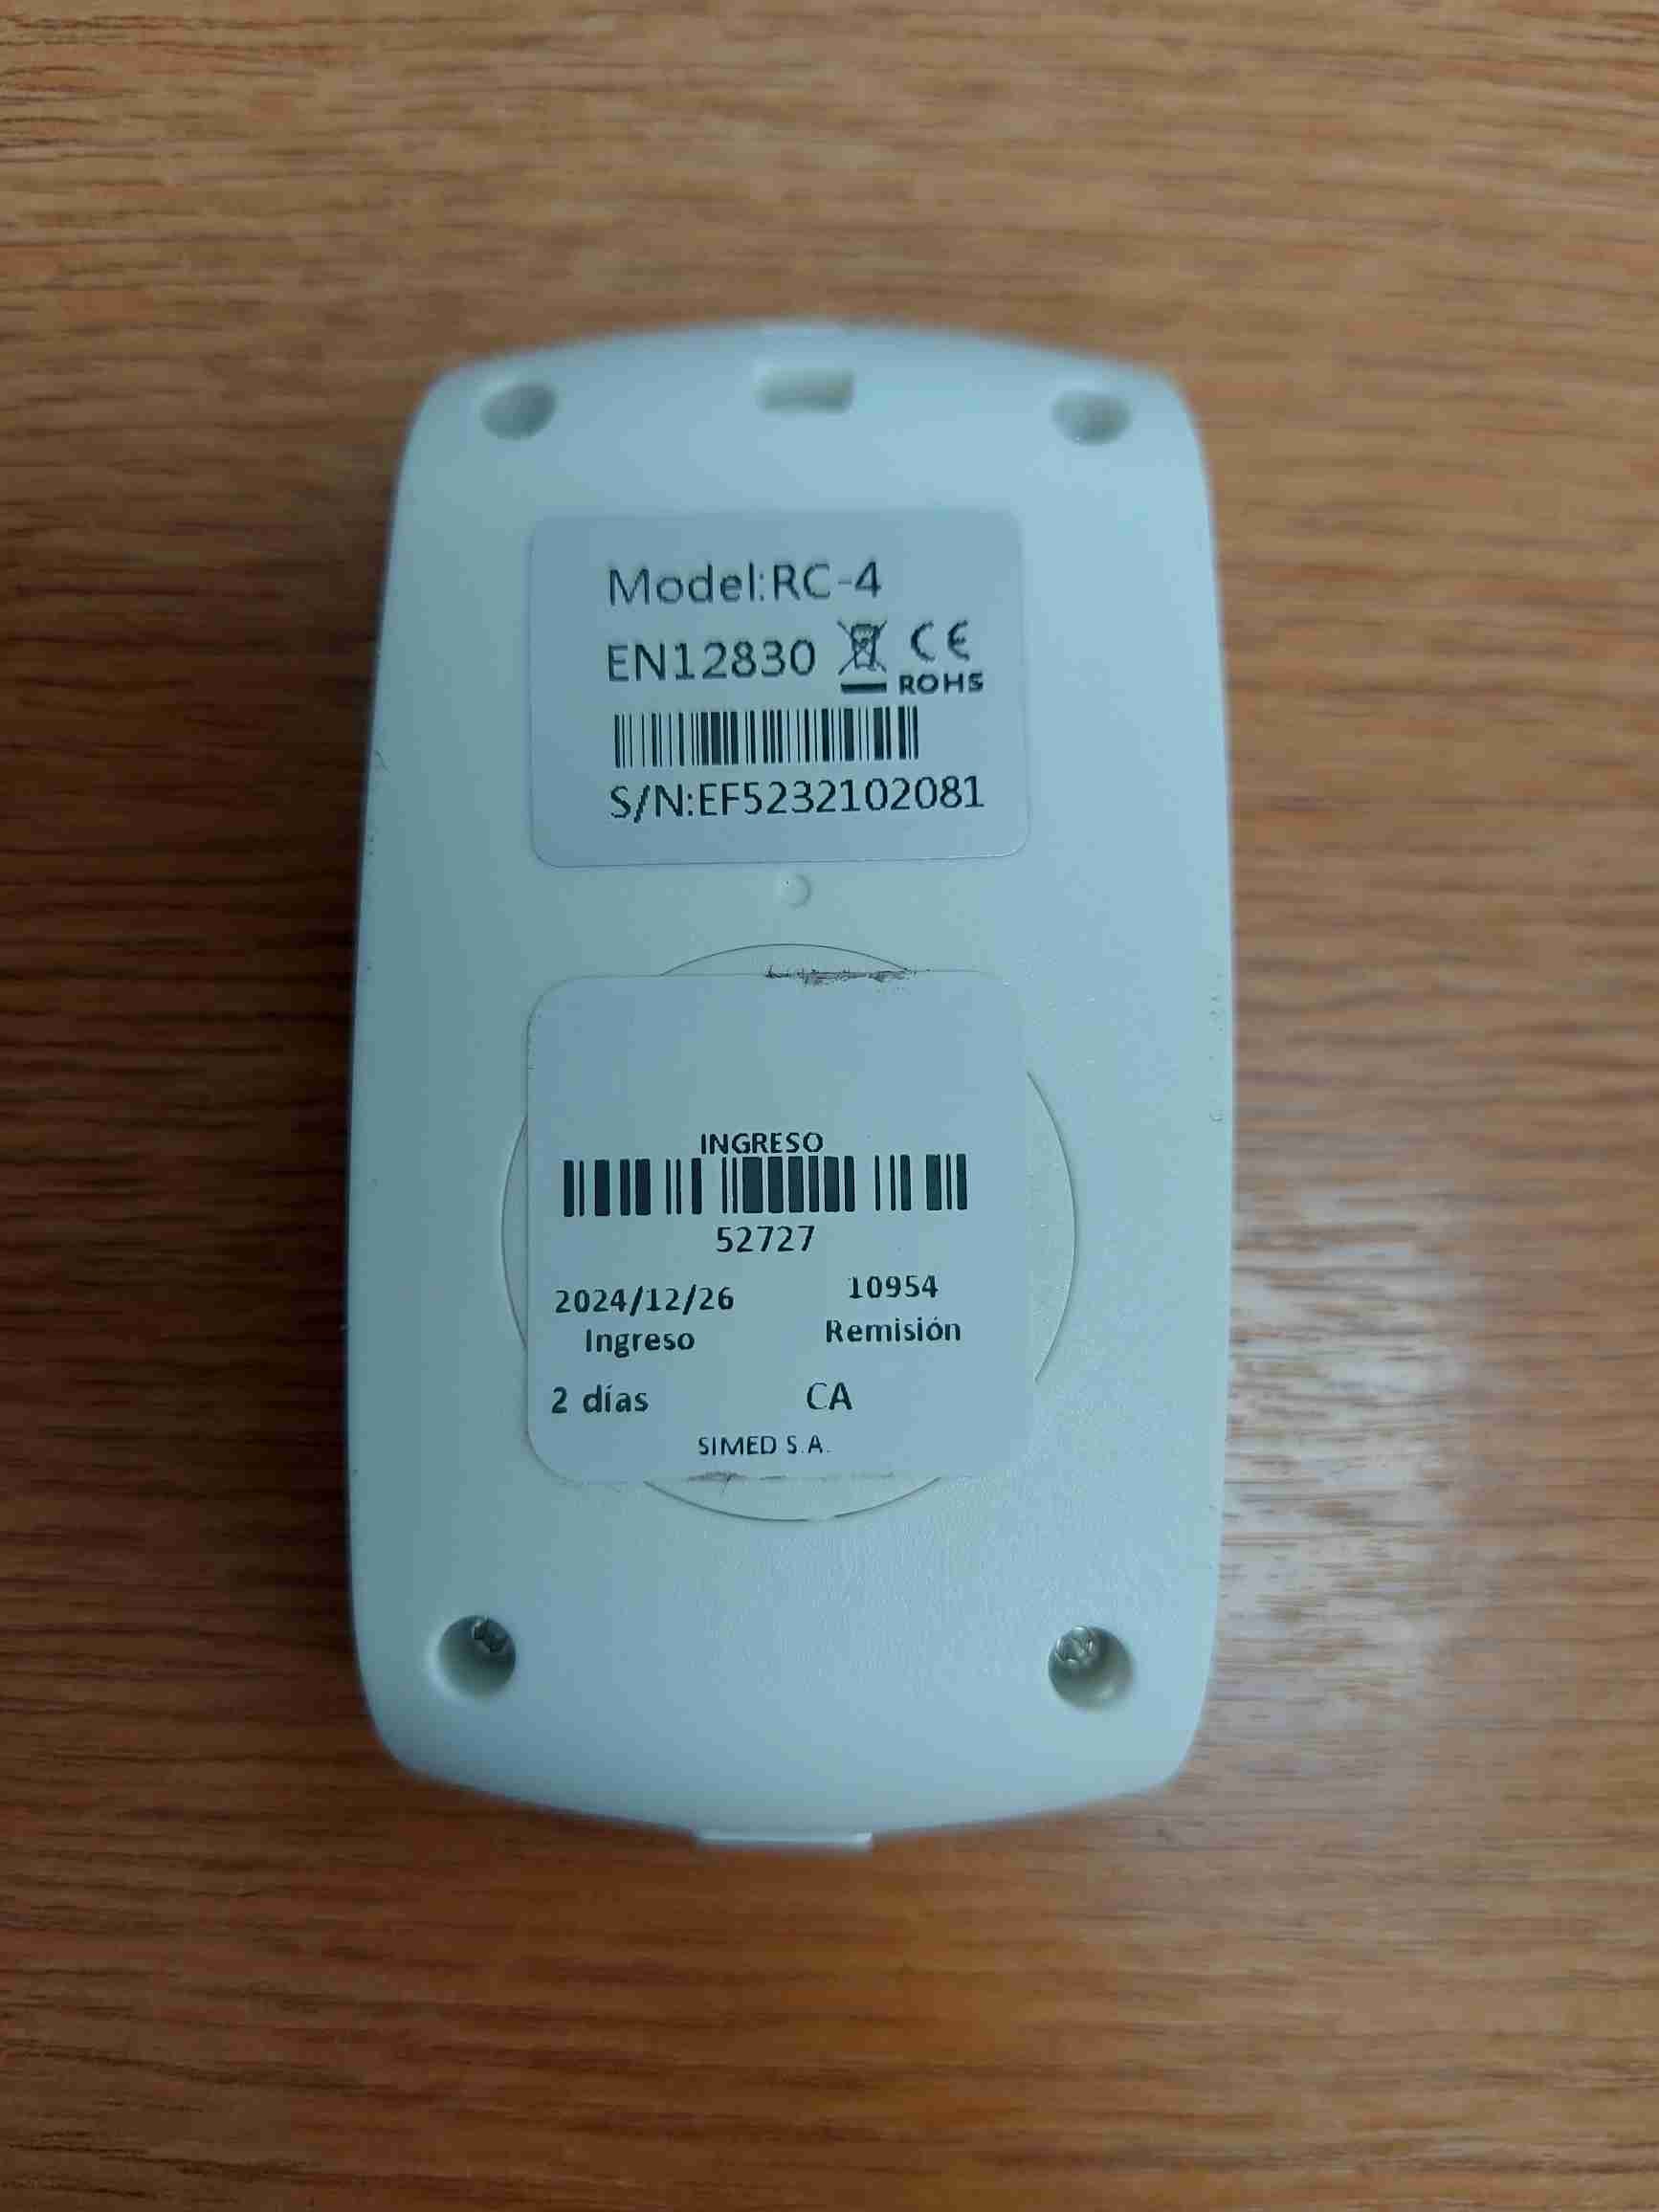 Model:RC-4
EN12830 CE
ROHS
S/N:EF5232102081
INGRESO
52727
2024/12/26 10954
Ingreso Remisión
2 días CA
SIMED S.A.